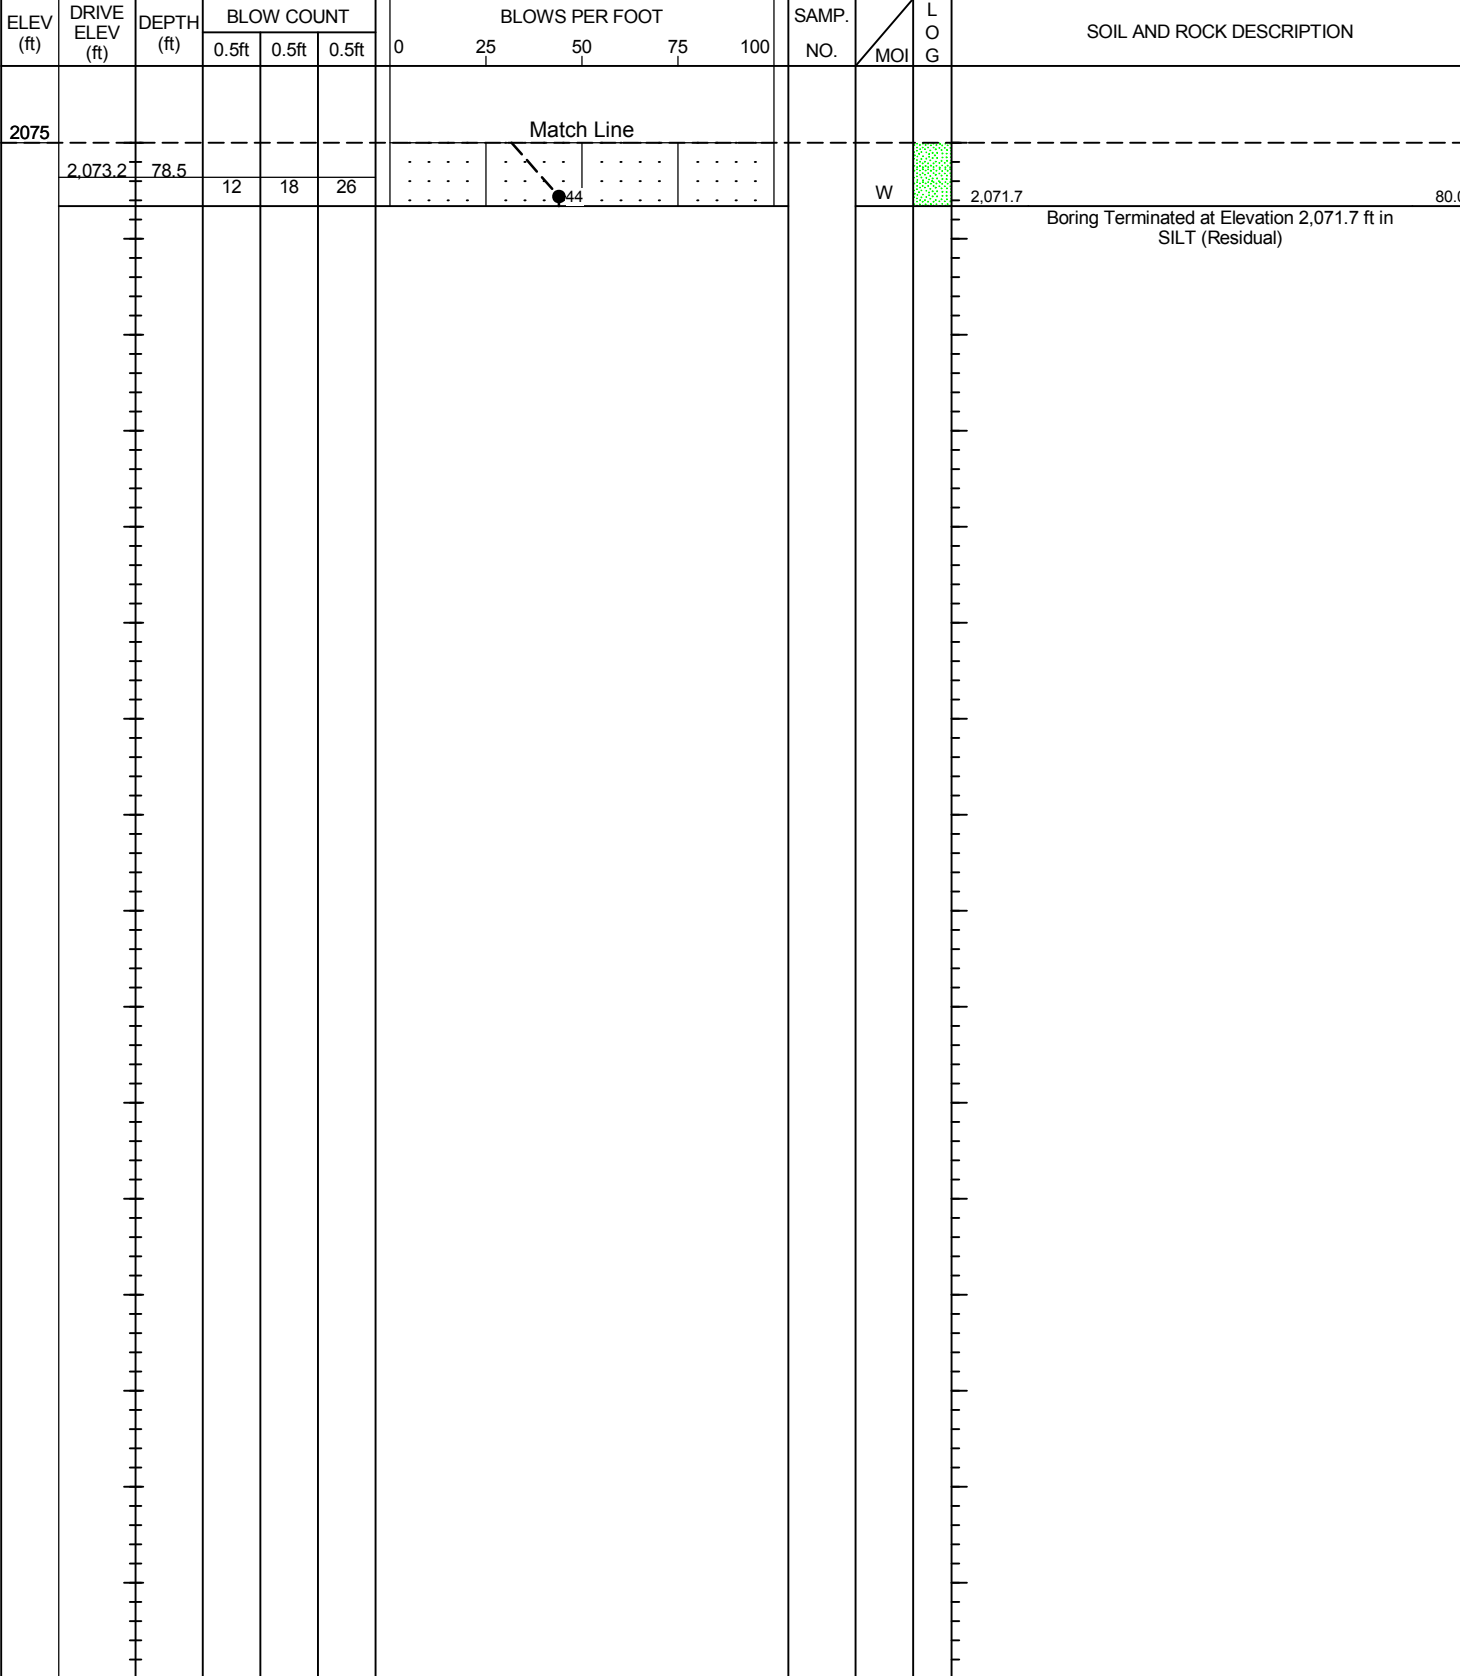 ELEV (ft)
DRIVE ELEV (ft)
DEPTH (ft)
BLOW COUNT
0.5ft 0.5ft 0.5ft
BLOWS PER FOOT
0 25 50 75 100
SAMP. NO.
MOI
L O G
SOIL AND ROCK DESCRIPTION
2075
Match Line
2,073.2 78.5
12 18 26
44
W
2,071.7 80.0
Boring Terminated at Elevation 2,071.7 ft in
SILT (Residual)